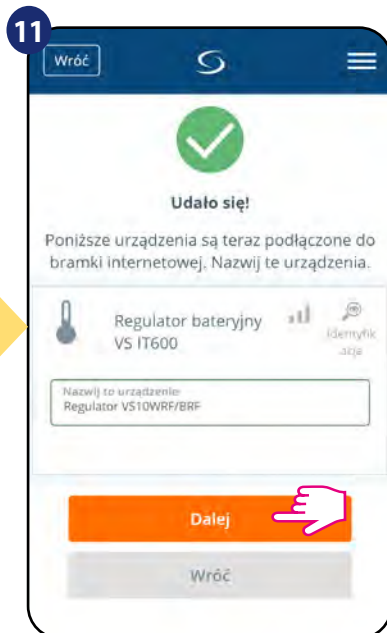 11
Wróć
Udało się!
Poniższe urządzenia są teraz podłączone do
bramki internetowej. Nazwij te urządzenia.
Regulator bateryjny
VS IT600
Identyfik
acja
Nazwij to urządzenie:
Regulator VS10WRF/BRF
Dalej
Wróć